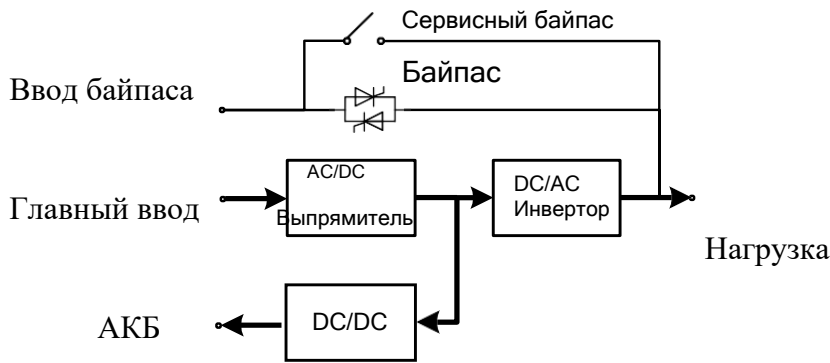 Сервисный байпас
Байпас
Ввод байпаса
AC/DC
Выпрямитель
DC/AC
Инвертор
Главный ввод
Нагрузка
АКБ
DC/DC